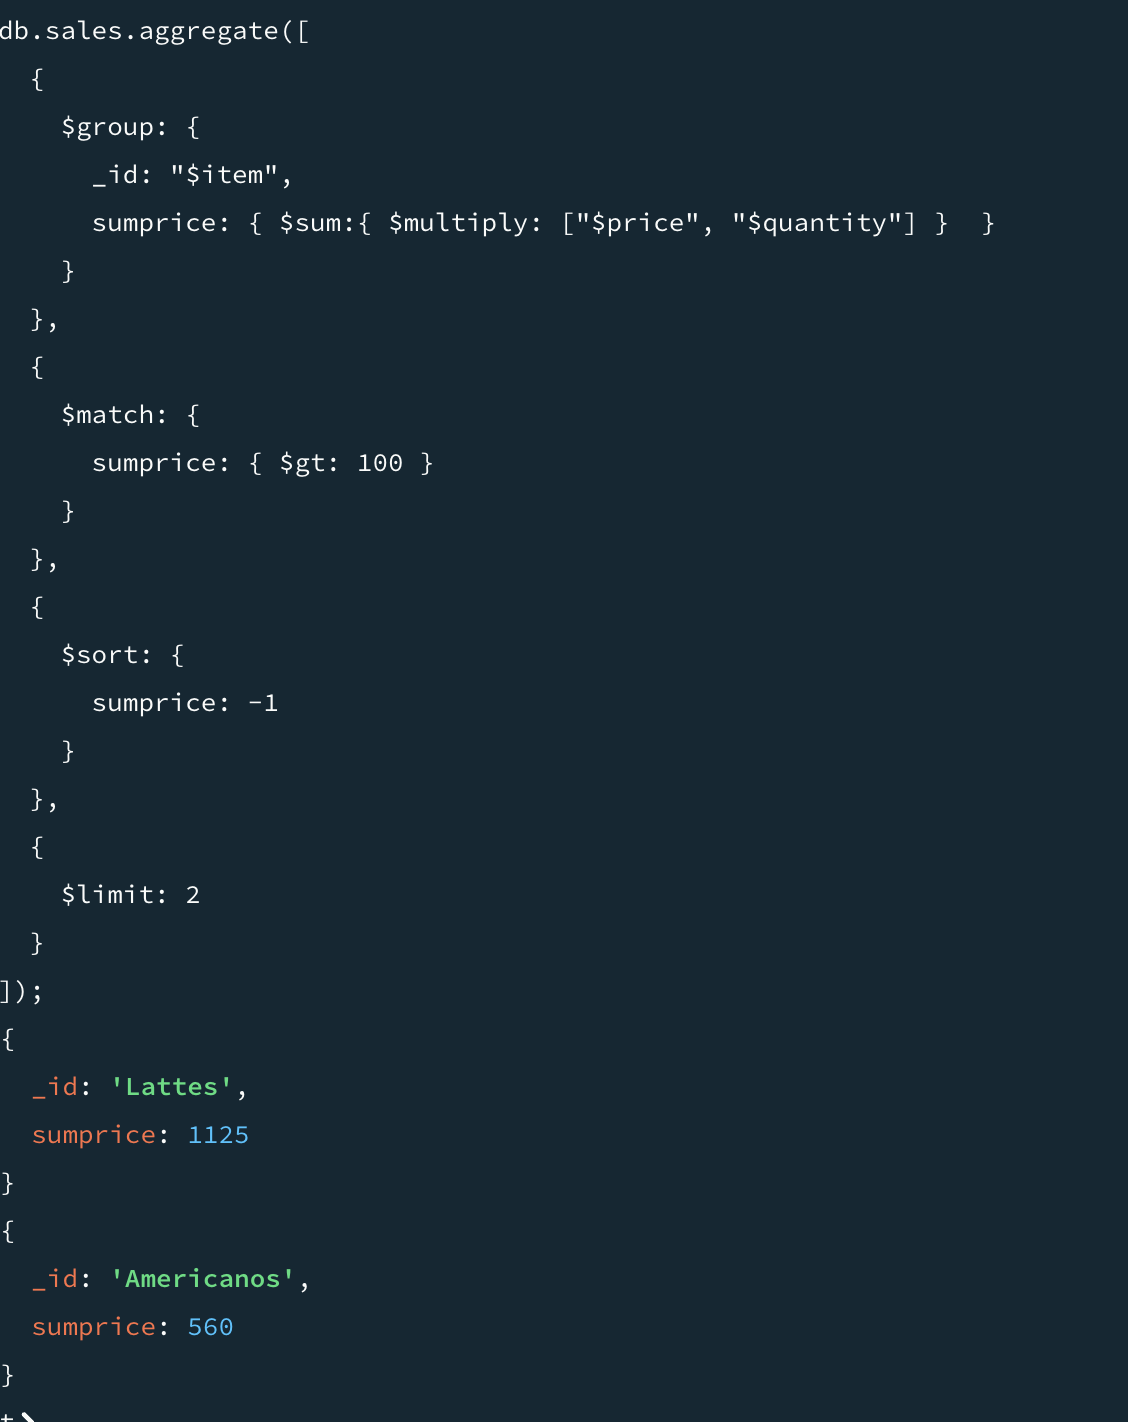 db.sales.aggregate([
  {
    $group: {
      _id: "$item",
      sumprice: { $sum:{ $multiply: ["$price", "$quantity"] }  }
    }
  },
  {
    $match: {
      sumprice: { $gt: 100 }
    }
  },
  {
    $sort: {
      sumprice: -1
    }
  },
  {
    $limit: 2
  }
]);
{
  _id: 'Lattes',
  sumprice: 1125
}
{
  _id: 'Americanos',
  sumprice: 560
}